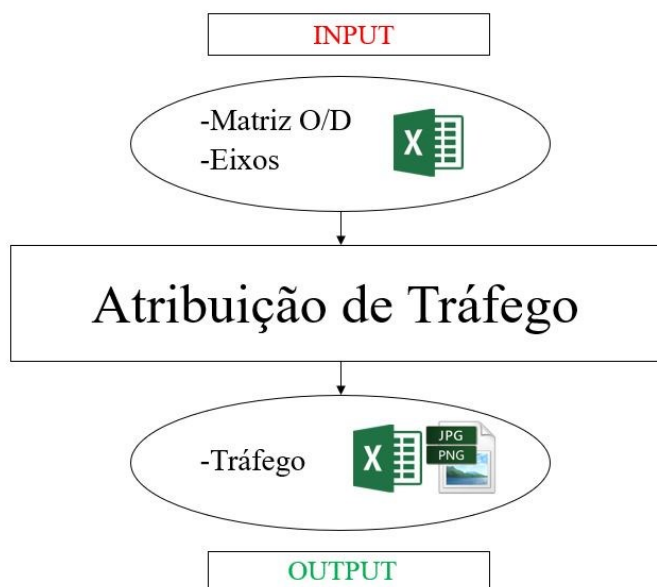 INPUT
-Matriz O/D
-Eixos
X
Atribuição de Tráfego
-Tráfego
X
JPG
PNG
OUTPUT